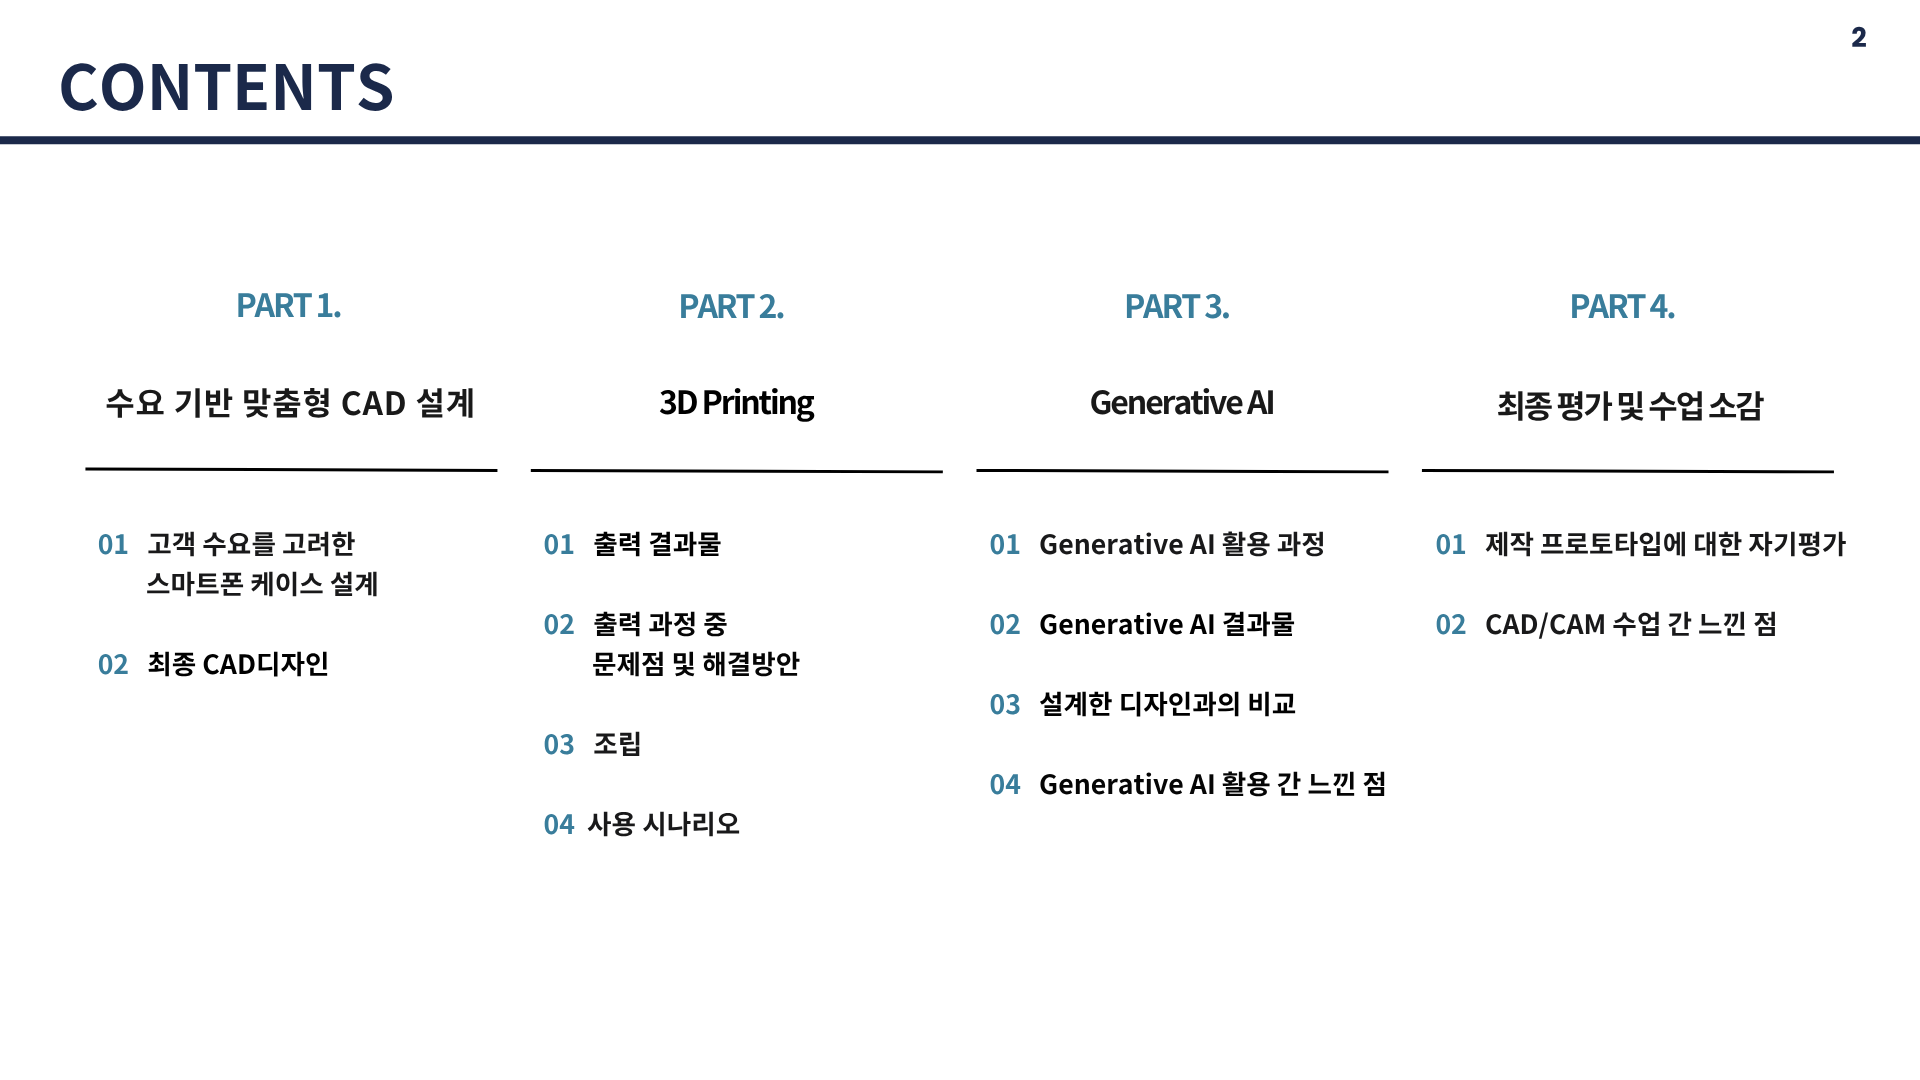 2
CONTENTS
PART 1.
수요 기반 맞춤형 CAD 설계
01 고객 수요를 고려한
스마트폰 케이스 설계
02 최종 CAD디자인
PART 2.
3D Printing
01 출력 결과물
02 출력 과정 중
문제점 및 해결방안
03 조립
04 사용 시나리오
PART 3.
Generative AI
01 Generative AI 활용 과정
02 Generative AI 결과물
03 설계한 디자인과의 비교
04 Generative AI 활용 간 느낀 점
PART 4.
최종 평가 및 수업 소감
01 제작 프로토타입에 대한 자기평가
02 CAD/CAM 수업 간 느낀 점